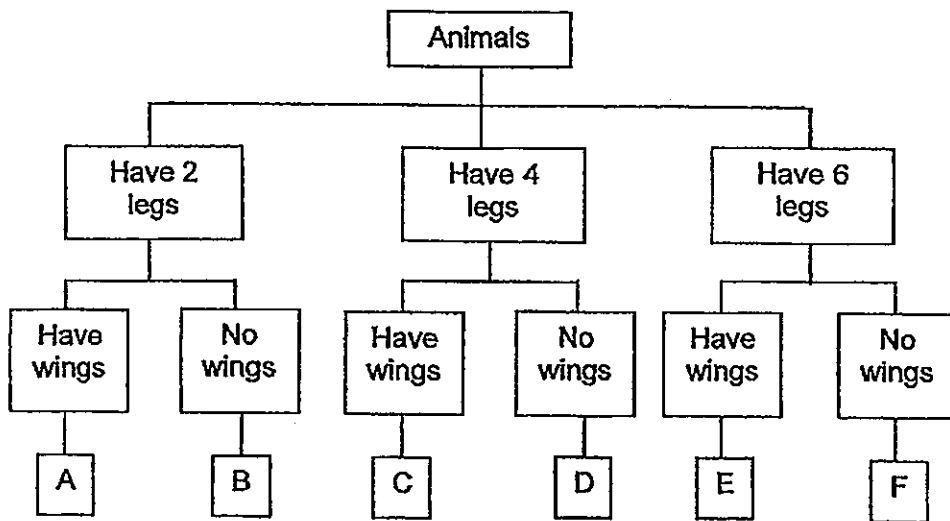 Animals
Have 2
legs
Have 4
legs
Have 6
legs
Have
wings
No
wings
Have
wings
No
wings
Have
wings
No
wings
A
B
C
D
E
F